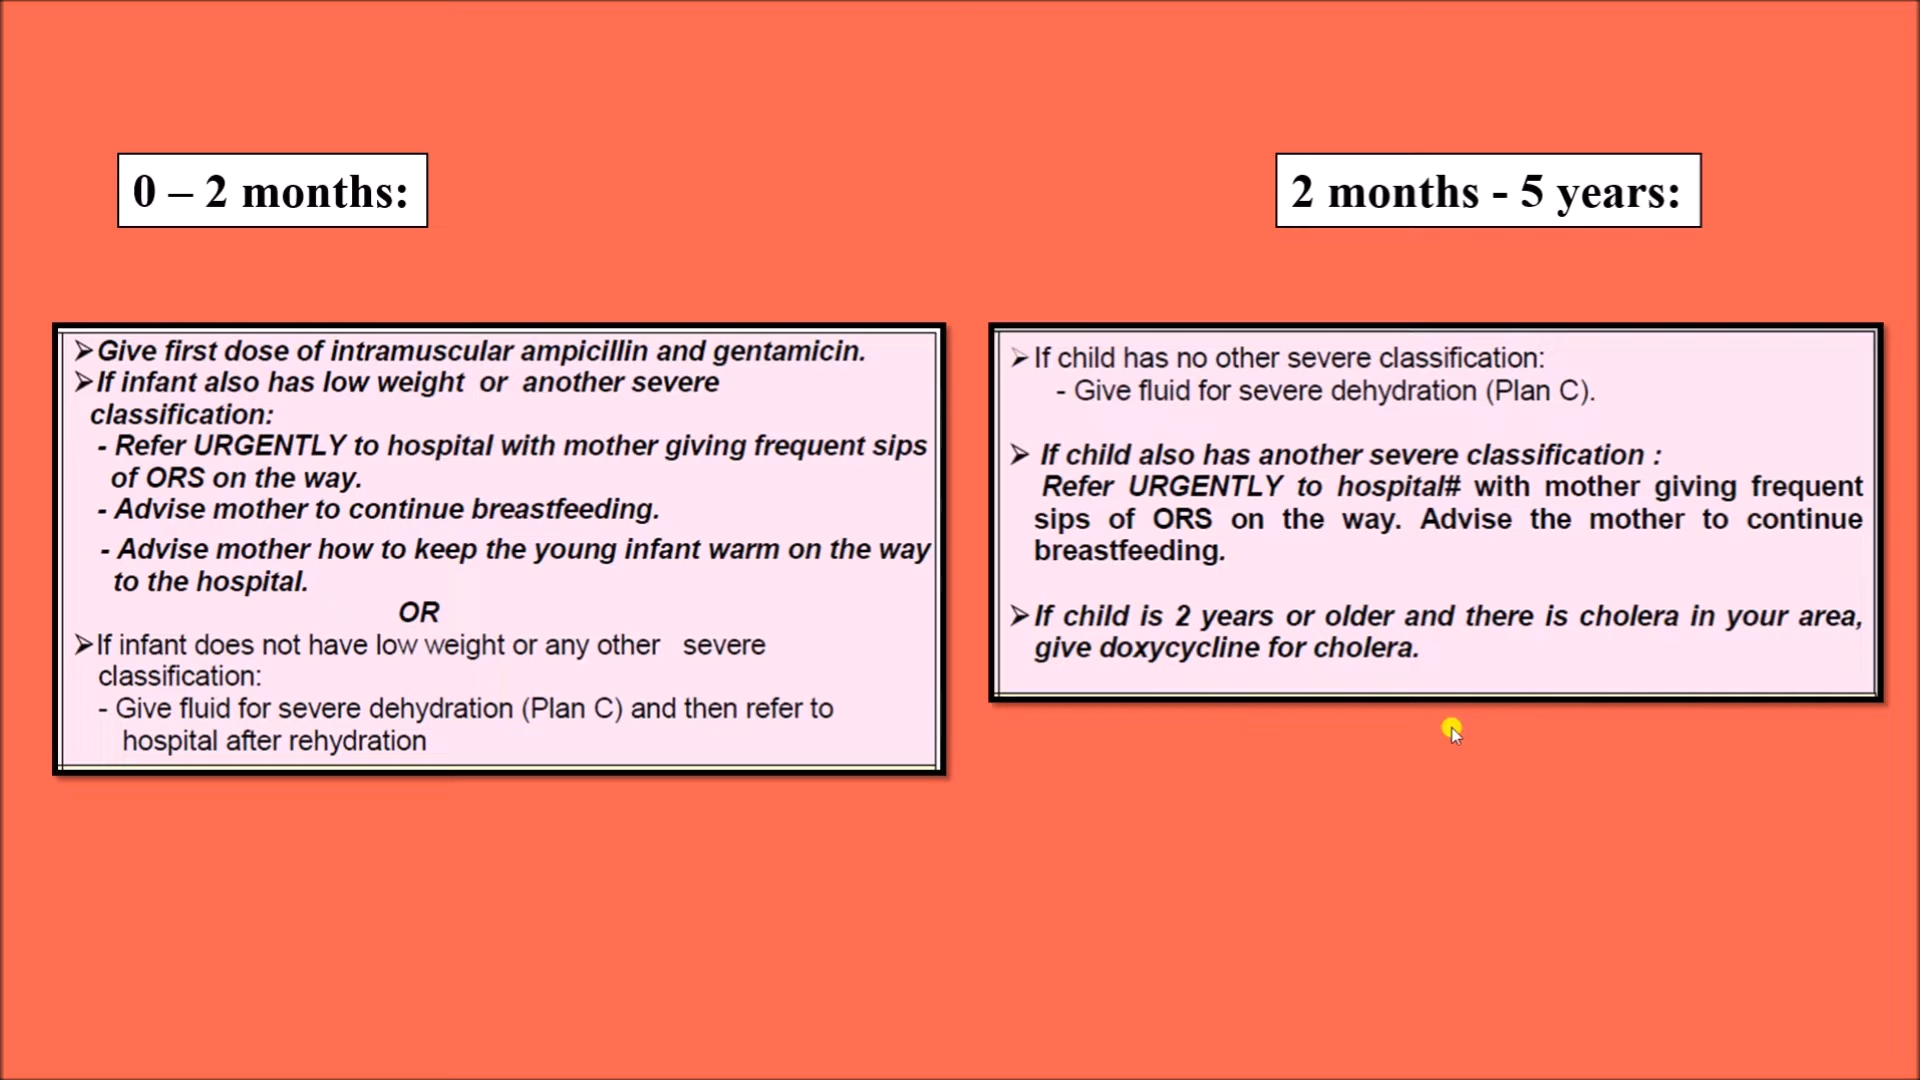 0 – 2 months:
2 months - 5 years:
➢Give first dose of intramuscular ampicillin and gentamicin.
➢If infant also has low weight or another severe
classification:
- Refer URGENTLY to hospital with mother giving frequent sips
of ORS on the way.
- Advise mother to continue breastfeeding.
- Advise mother how to keep the young infant warm on the way
to the hospital.
OR
➢If infant does not have low weight or any other severe
classification:
- Give fluid for severe dehydration (Plan C) and then refer to
hospital after rehydration
➢If child has no other severe classification:
- Give fluid for severe dehydration (Plan C).
➢ If child also has another severe classification :
Refer URGENTLY to hospital# with mother giving frequent
sips of ORS on the way. Advise the mother to continue
breastfeeding.
➢If child is 2 years or older and there is cholera in your area,
give doxycycline for cholera.